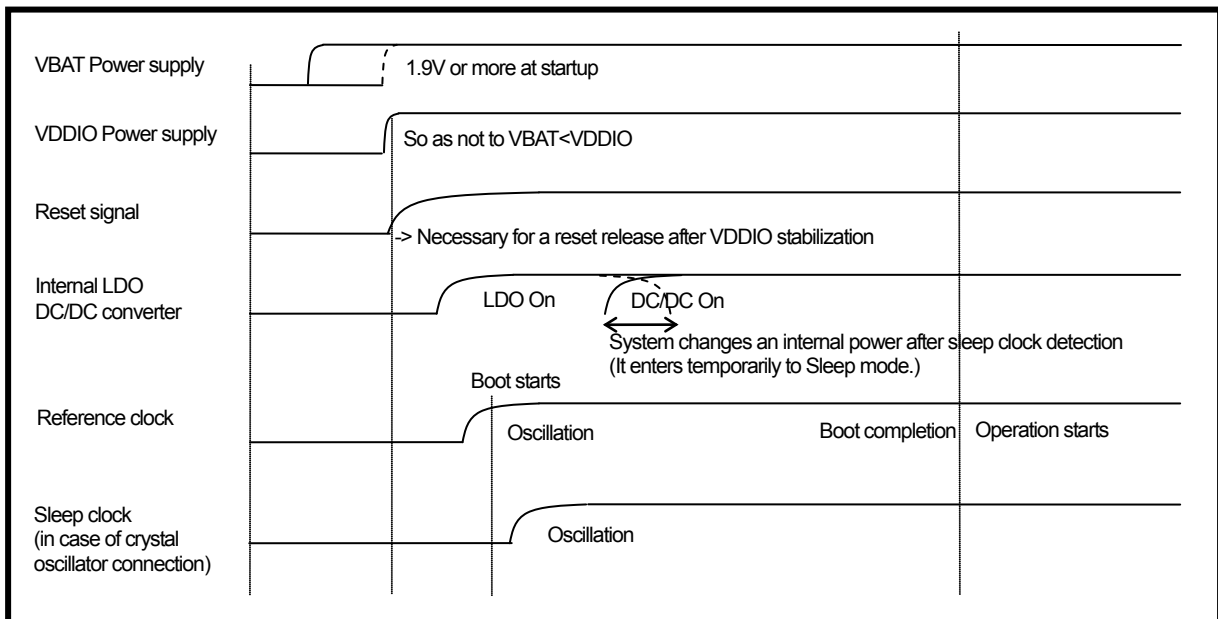 VBAT Power supply
1.9V or more at startup
VDDIO Power supply
So as not to VBAT<VDDIO
Reset signal
-> Necessary for a reset release after VDDIO stabilization
Internal LDO
DC/DC converter
LDO On
DC/DC On
System changes an internal power after sleep clock detection
(It enters temporarily to Sleep mode.)
Boot starts
Reference clock
Oscillation
Boot completion
Operation starts
Sleep clock
(in case of crystal
oscillator connection)
Oscillation